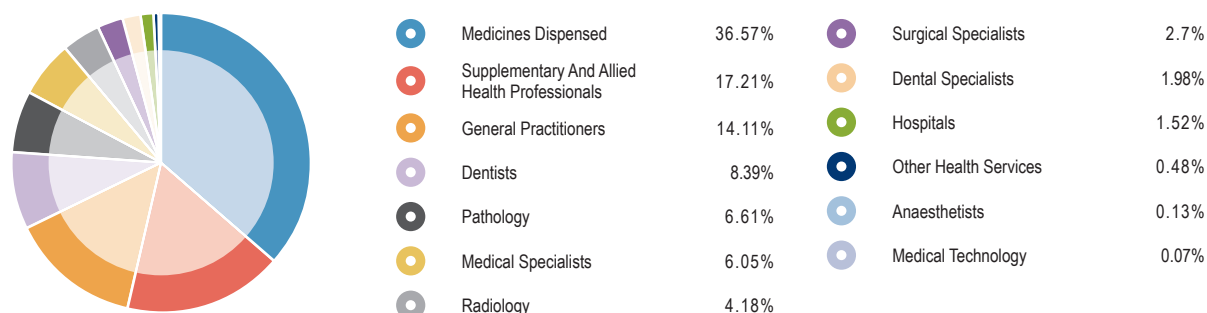 Medicines Dispensed 36.57%
Supplementary And Allied
Health Professionals 17.21%
General Practitioners 14.11%
Dentists 8.39%
Pathology 6.61%
Medical Specialists 6.05%
Radiology 4.18%
Surgical Specialists 2.7%
Dental Specialists 1.98%
Hospitals 1.52%
Other Health Services 0.48%
Anaesthetists 0.13%
Medical Technology 0.07%